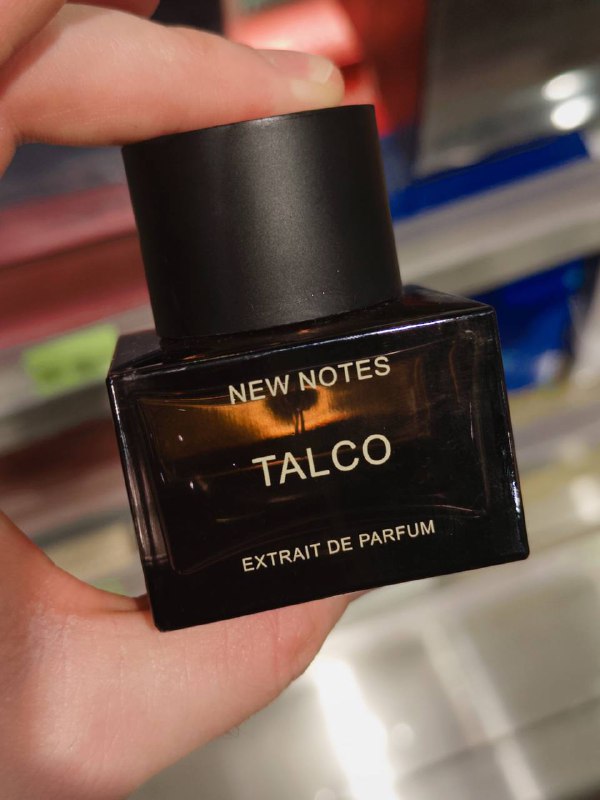 NEW NOTES
TALCO
EXTRAIT DE PARFUM